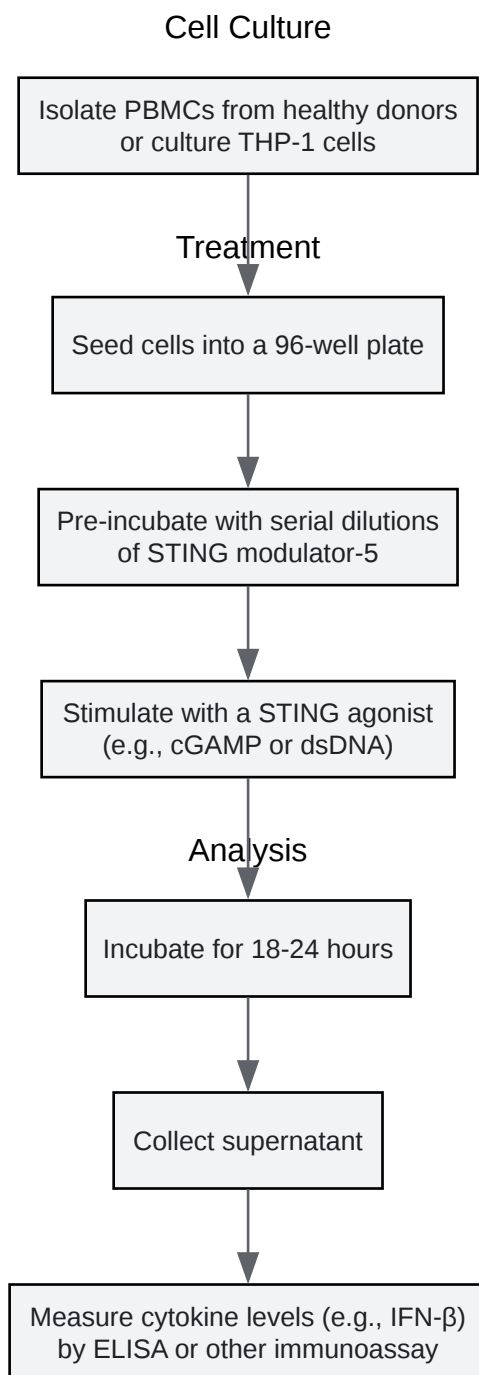 Cell Culture
Isolate PBMCs from healthy donors
or culture THP-1 cells
Treatment
Seed cells into a 96-well plate
Pre-incubate with serial dilutions
of STING modulator-5
Stimulate with a STING agonist
(e.g., cGAMP or dsDNA)
Analysis
Incubate for 18-24 hours
Collect supernatant
Measure cytokine levels (e.g., IFN-β)
by ELISA or other immunoassay